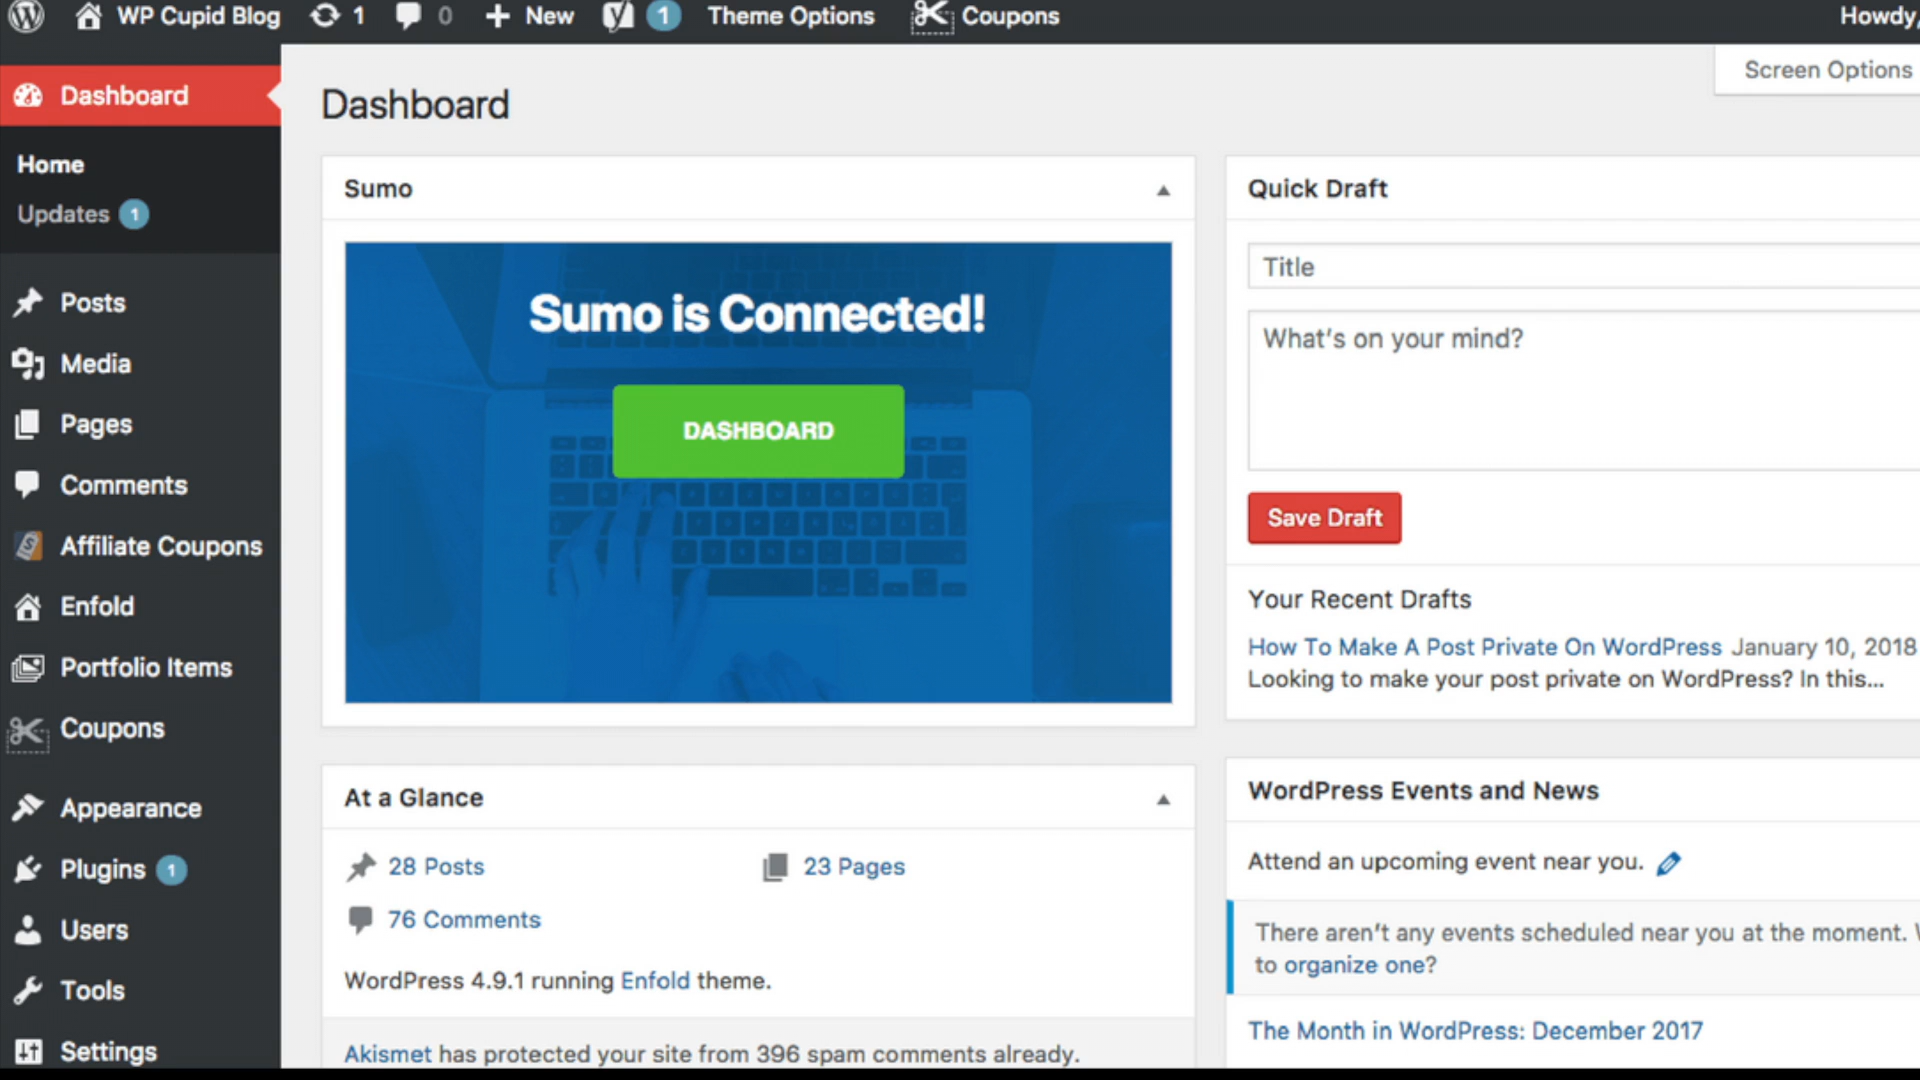 WP Cupid Blog 1 0 New 1 Theme Options Coupons Howdy,
Screen Options
Dashboard
Home
Updates 1
Posts
Media
Pages
Comments
Affiliate Coupons
Enfold
Portfolio Items
Coupons
Appearance
Plugins 1
Users
Tools
Settings
Dashboard
Sumo
Sumo is Connected!
DASHBOARD
At a Glance
28 Posts 23 Pages
76 Comments
WordPress 4.9.1 running Enfold theme.
Akismet has protected your site from 396 spam comments already.
Quick Draft
Title
What's on your mind?
Save Draft
Your Recent Drafts
How To Make A Post Private On WordPress January 10, 2018
Looking to make your post private on WordPress? In this...
WordPress Events and News
Attend an upcoming event near you.
There aren't any events scheduled near you at the moment.
to organize one?
The Month in WordPress: December 2017